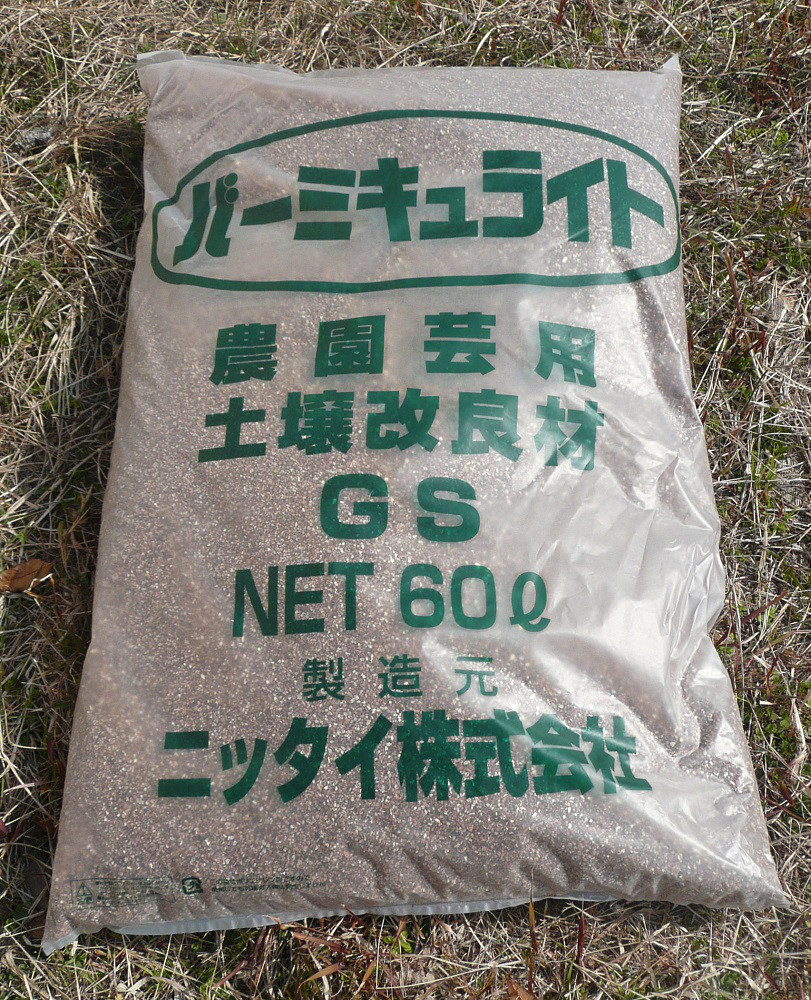 バーミキュライト
農園芸用
土壌改良材
GS
NET 60ℓ
製造元
ニッタイ株式会社